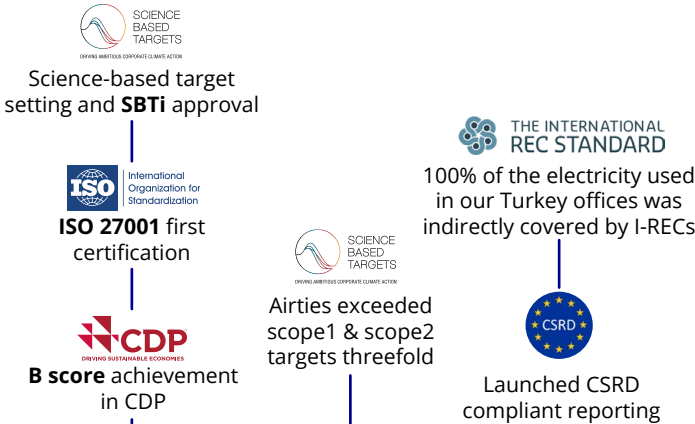 SCIENCE
BASED
TARGETS
DRIVING AMBITIOUS CORPORATE CLIMATE ACTION
Science-based target
setting and SBTi approval
ISO
International
Organization for
Standardization
ISO 27001 first
certification
CDP
DRIVING SUSTAINABLE ECONOMIES
B score achievement
in CDP
SCIENCE
BASED
TARGETS
DRIVING AMBITIOUS CORPORATE CLIMATE ACTION
Airties exceeded
scope1 & scope2
targets threefold
THE INTERNATIONAL
REC STANDARD
100% of the electricity used
in our Turkey offices was
indirectly covered by I-RECs
CSRD
Launched CSRD
compliant reporting